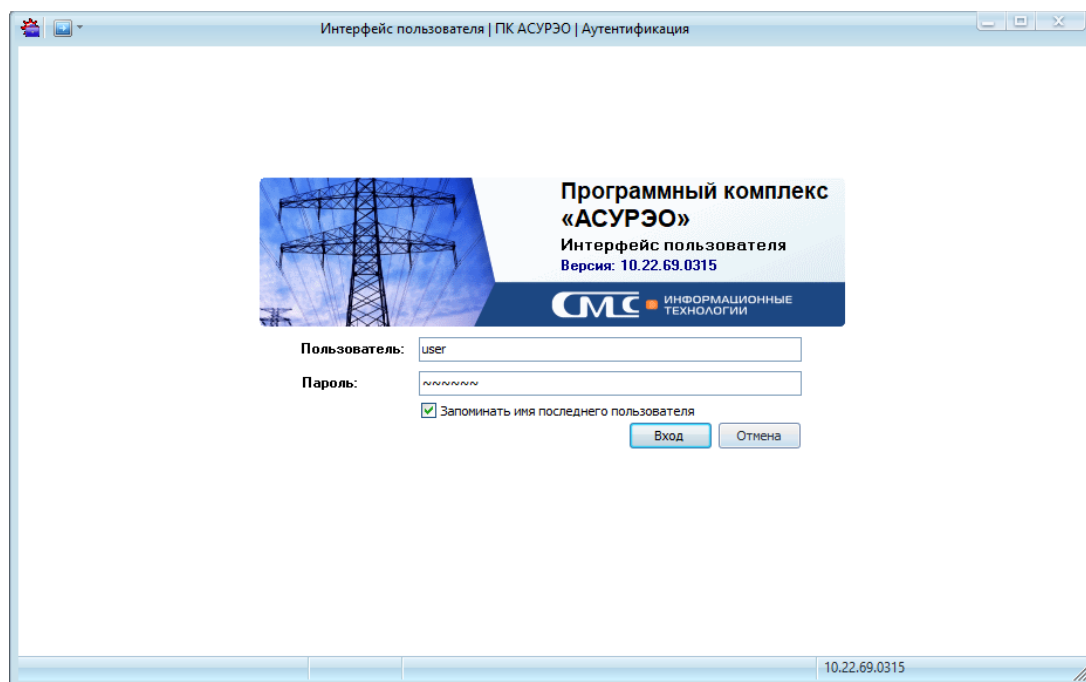 Интерфейс пользователя | ПК АСУРЭО | Аутентификация
Программный комплекс
«АСУРЭО»
Интерфейс пользователя
Версия: 10.22.69.0315
СМС ИНФОРМАЦИОННЫЕ
ТЕХНОЛОГИИ
Пользователь: user
Пароль: ~~~~~~
Запоминать имя последнего пользователя
Вход Отмена
10.22.69.0315